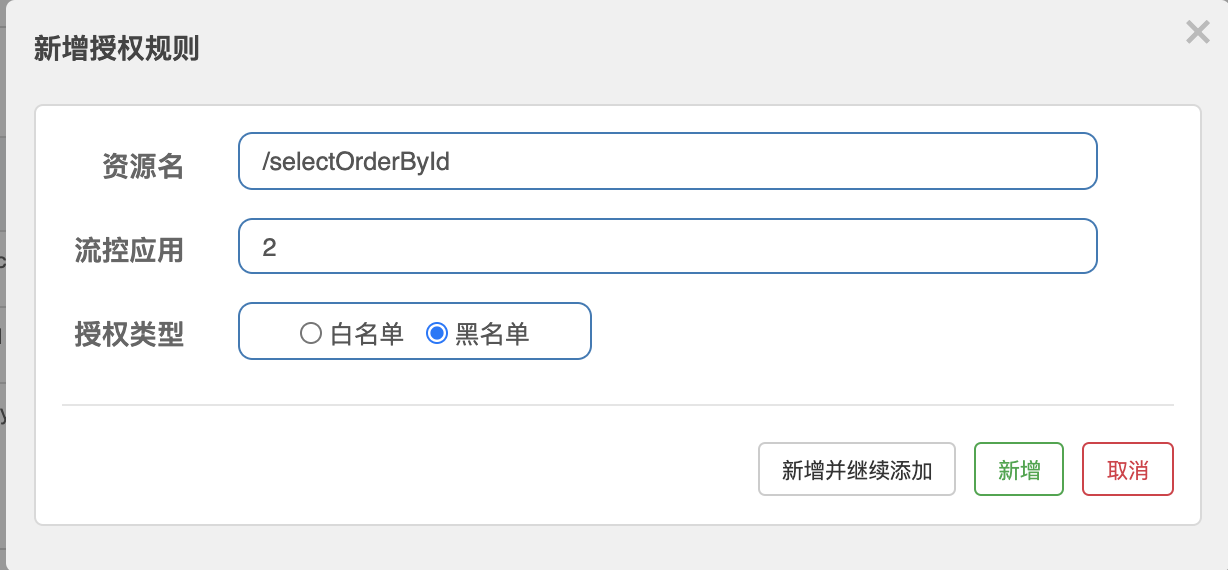 新增授权规则
×
资源名 /selectOrderById
流控应用 2
授权类型 白名单 黑名单
新增并继续添加 新增 取消